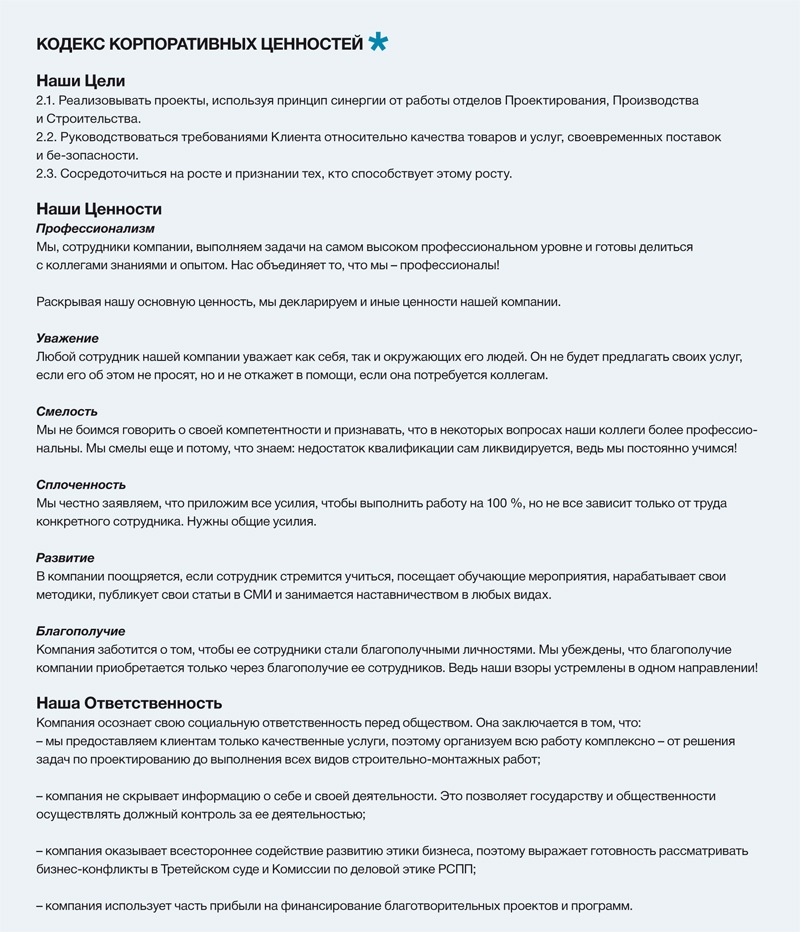 КОДЕКС КОРПОРАТИВНЫХ ЦЕННОСТЕЙ *
Наши Цели
2.1. Реализовывать проекты, используя принцип синергии от работы отделов Проектирования, Производства
и Строительства.
2.2. Руководствоваться требованиями Клиента относительно качества товаров и услуг, своевременных поставок
и бе-зопасности.
2.3. Сосредоточиться на росте и признании тех, кто способствует этому росту.
Наши Ценности
Профессионализм
Мы, сотрудники компании, выполняем задачи на самом высоком профессиональном уровне и готовы делиться
с коллегами знаниями и опытом. Нас объединяет то, что мы – профессионалы!
Раскрывая нашу основную ценность, мы декларируем и иные ценности нашей компании.
Уважение
Любой сотрудник нашей компании уважает как себя, так и окружающих его людей. Он не будет предлагать своих услуг,
если его об этом не просят, но и не откажет в помощи, если она потребуется коллегам.
Смелость
Мы не боимся говорить о своей компетентности и признавать, что в некоторых вопросах наши коллеги более профессио-
нальны. Мы смелы еще и потому, что знаем: недостаток квалификации сам ликвидируется, ведь мы постоянно учимся!
Сплоченность
Мы честно заявляем, что приложим все усилия, чтобы выполнить работу на 100 %, но не все зависит только от труда
конкретного сотрудника. Нужны общие усилия.
Развитие
В компании поощряется, если сотрудник стремится учиться, посещает обучающие мероприятия, нарабатывает свои
методики, публикует свои статьи в СМИ и занимается наставничеством в любых видах.
Благополучие
Компания заботится о том, чтобы ее сотрудники стали благополучными личностями. Мы убеждены, что благополучие
компании приобретается только через благополучие ее сотрудников. Ведь наши взоры устремлены в одном направлении!
Наша Ответственность
Компания осознает свою социальную ответственность перед обществом. Она заключается в том, что:
– мы предоставляем клиентам только качественные услуги, поэтому организуем всю работу комплексно – от решения
задач по проектированию до выполнения всех видов строительно-монтажных работ;
– компания не скрывает информацию о себе и своей деятельности. Это позволяет государству и общественности
осуществлять должный контроль за ее деятельностью;
– компания оказывает всестороннее содействие развитию этики бизнеса, поэтому выражает готовность рассматривать
бизнес-конфликты в Третейском суде и Комиссии по деловой этике РСПП;
– компания использует часть прибыли на финансирование благотворительных проектов и программ.